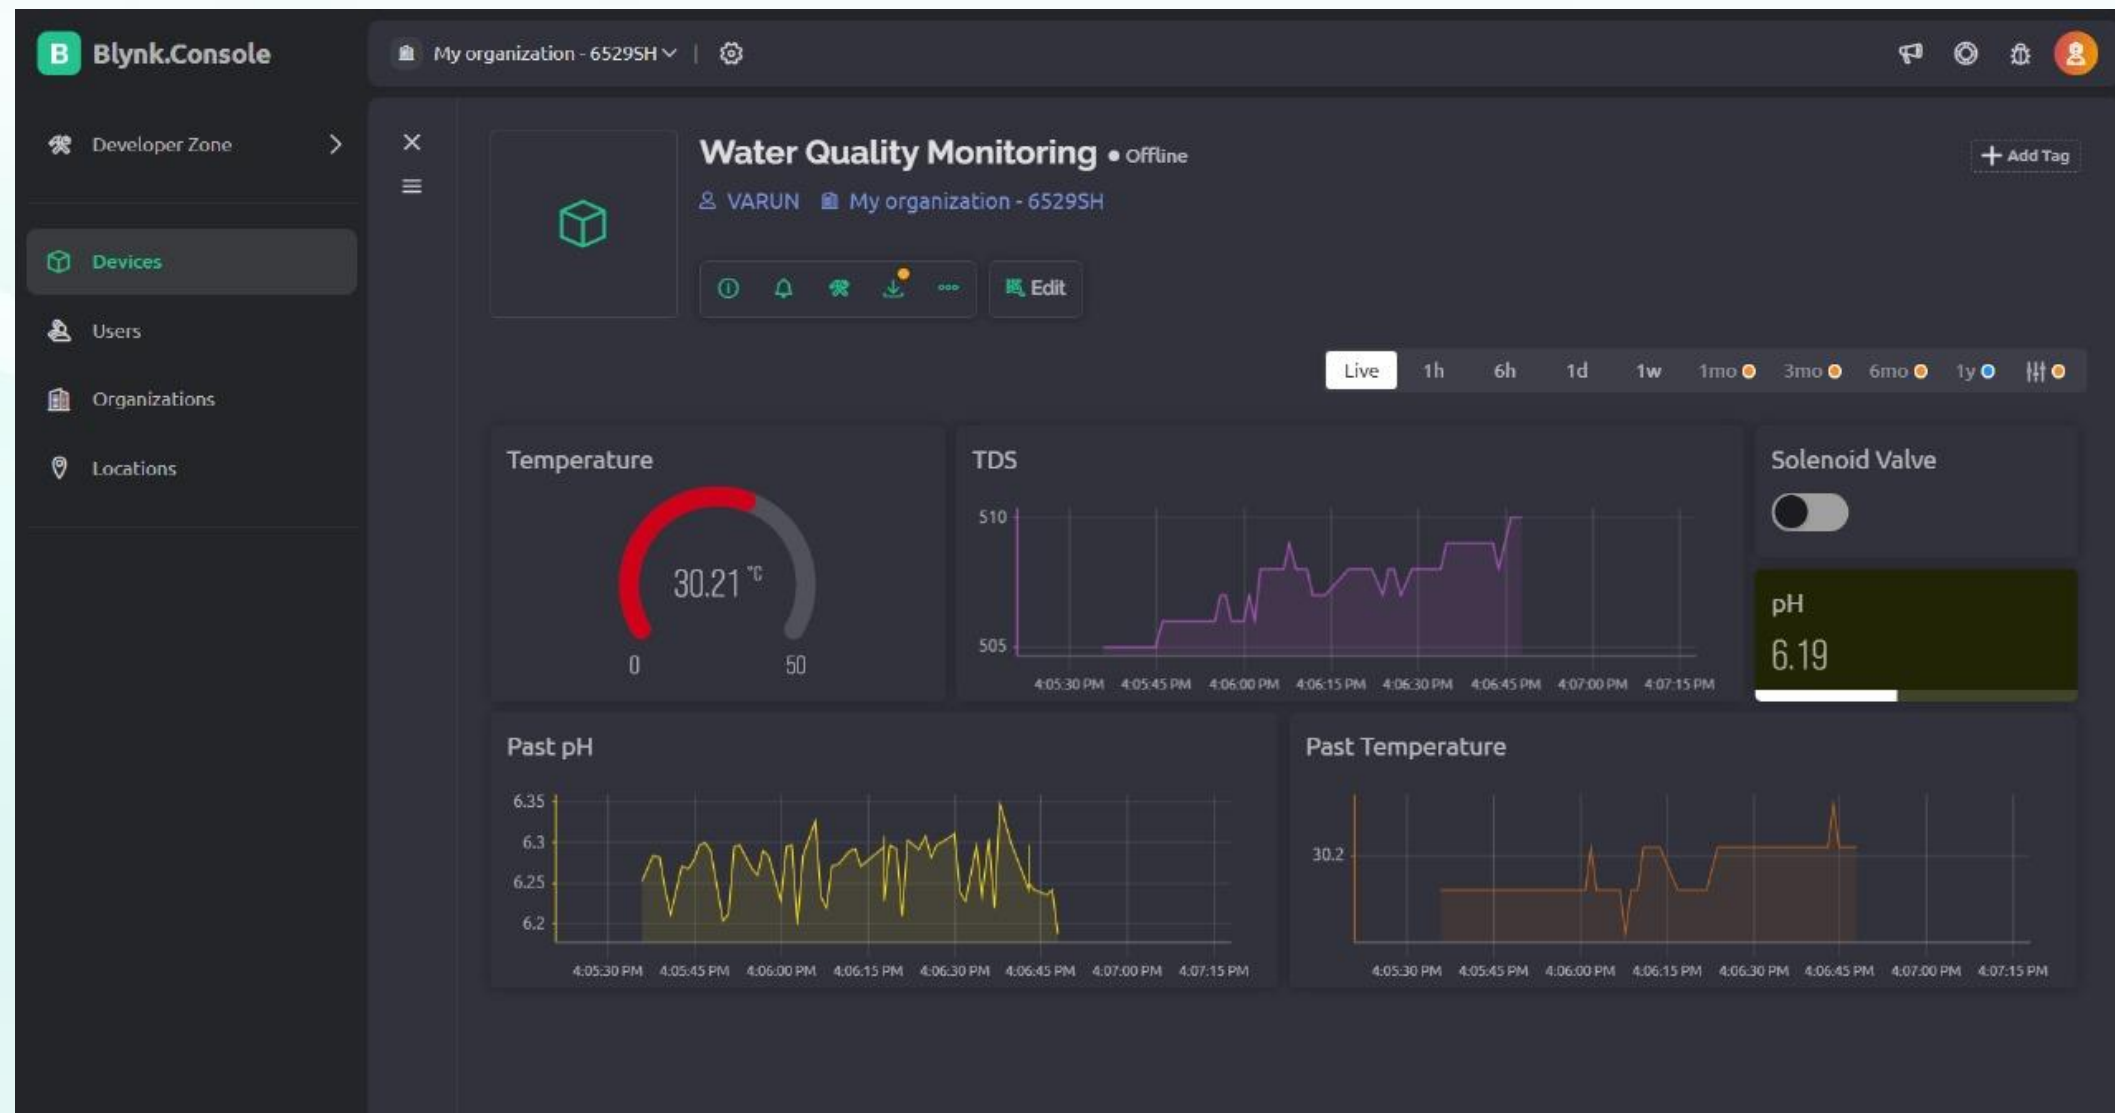 B Blynk.Console
My organization - 6529SH
Developer Zone
Devices
Users
Organizations
Locations
Water Quality Monitoring • Offline
Add Tag
VARUN My organization - 6529SH
Edit
Live 1h 6h 1d 1w 1mo 3mo 6mo 1y
Temperature
30.21 °C
0 50
TDS
510
505
4:05:30 PM 4:05:45 PM 4:06:00 PM 4:06:15 PM 4:06:30 PM 4:06:45 PM 4:07:00 PM 4:07:15 PM
Solenoid Valve
pH
6.19
Past pH
6.35
6.3
6.25
6.2
4:05:30 PM 4:05:45 PM 4:06:00 PM 4:06:15 PM 4:06:30 PM 4:06:45 PM 4:07:00 PM 4:07:15 PM
Past Temperature
30.2
4:05:30 PM 4:05:45 PM 4:06:00 PM 4:06:15 PM 4:06:30 PM 4:06:45 PM 4:07:00 PM 4:07:15 PM